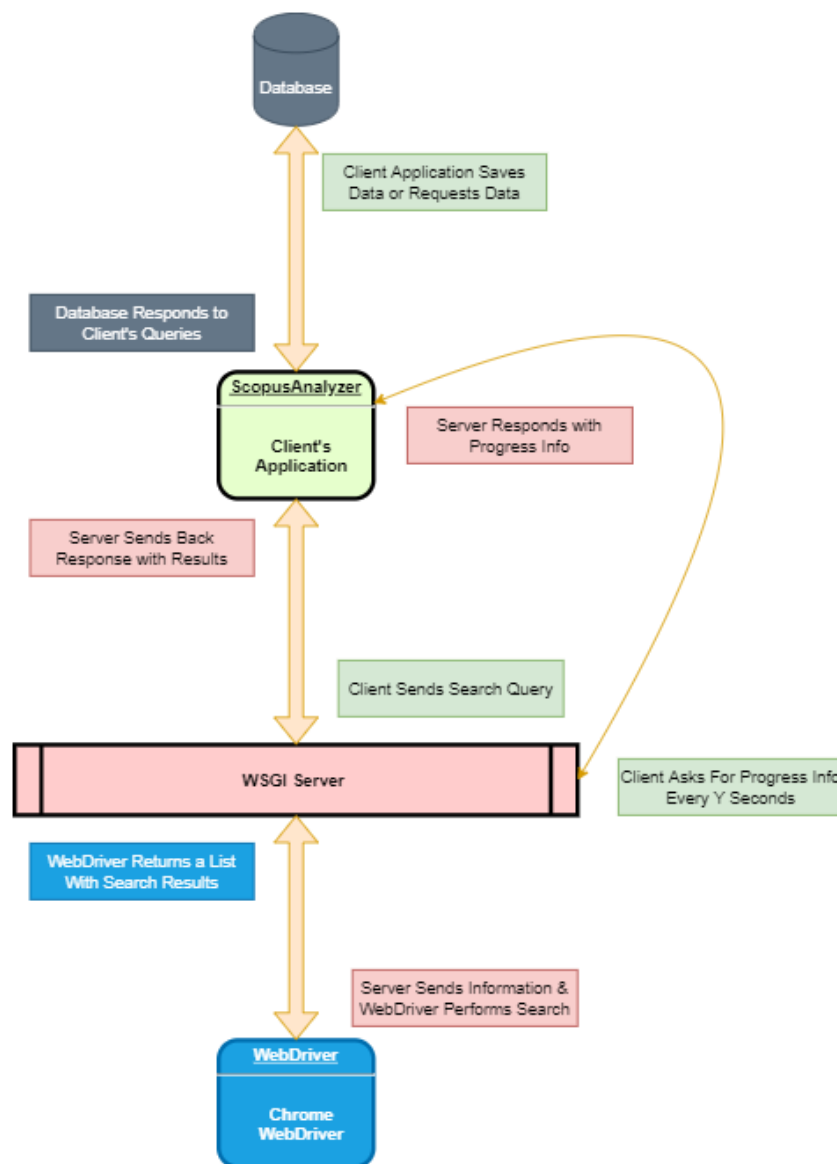 Database
Client Application Saves
Data or Requests Data
Database Responds to
Client's Queries
ScopusAnalyzer
Client's
Application
Server Responds with
Progress Info
Server Sends Back
Response with Results
Client Sends Search Query
WSGI Server
Client Asks For Progress Info
Every Y Seconds
WebDriver Returns a List
With Search Results
Server Sends Information &
WebDriver Performs Search
WebDriver
Chrome
WebDriver